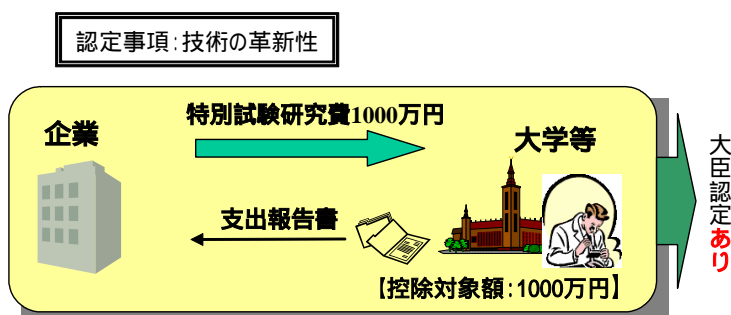 認定事項：技術の革新性
特別試験研究費1000万円
企業
大学等
支出報告書
【控除対象額：1000万円】
大臣認定あり